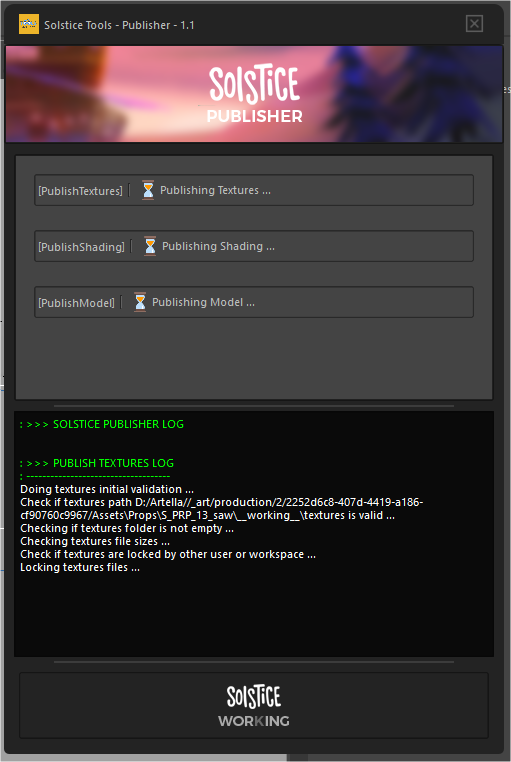 Solstice Tools - Publisher - 1.1
SOLSTICE
PUBLISHER
[PublishTextures] Publishing Textures ...
[PublishShading] Publishing Shading ...
[PublishModel] Publishing Model ...
: >>> SOLSTICE PUBLISHER LOG
: >>> PUBLISH TEXTURES LOG
: ------------------------------------
Doing textures initial validation ...
Check if textures path D:/Artella//_art/production/2/2252d6c8-407d-4419-a186-
cf90760c9967/Assets\Props\S_PRP_13_saw\__working__\textures is valid ...
Checking if textures folder is not empty ...
Checking textures file sizes ...
Check if textures are locked by other user or workspace ...
Locking textures files ...
SOLSTICE
WORKING